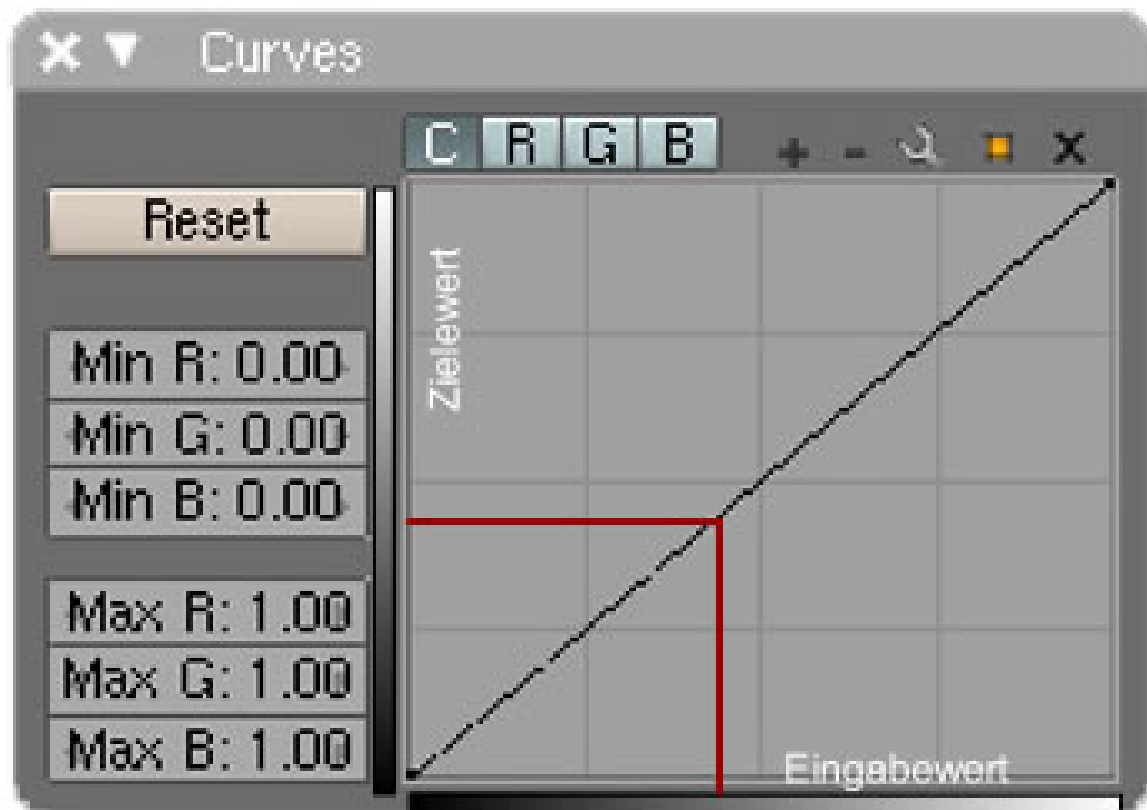 Curves
C R G B
Reset
Zielewert
Min R: 0.00
Min G: 0.00
Min B: 0.00
Max R: 1.00
Max G: 1.00
Max B: 1.00
Eingabewert